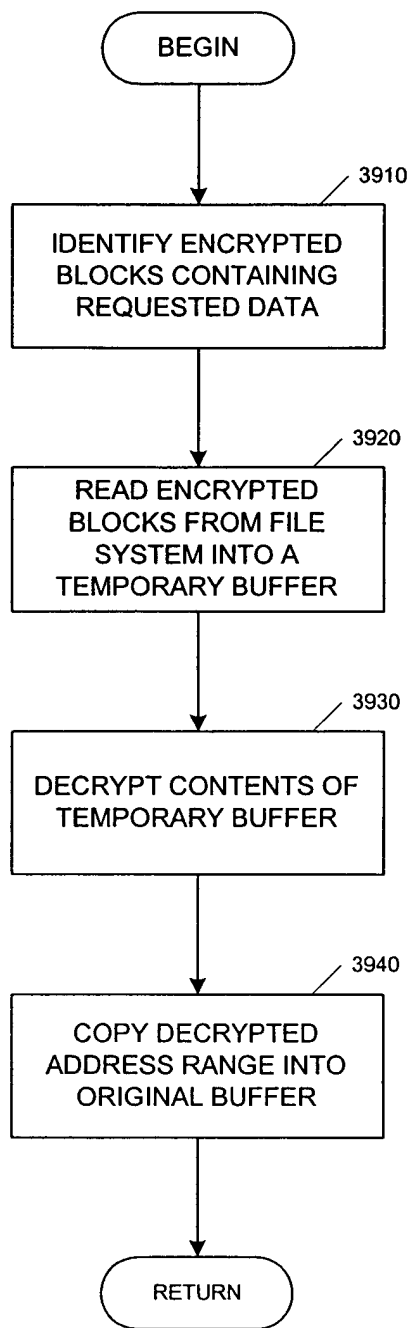 BEGIN
3910
IDENTIFY ENCRYPTED
BLOCKS CONTAINING
REQUESTED DATA
3920
READ ENCRYPTED
BLOCKS FROM FILE
SYSTEM INTO A
TEMPORARY BUFFER
3930
DECRYPT CONTENTS OF
TEMPORARY BUFFER
3940
COPY DECRYPTED
ADDRESS RANGE INTO
ORIGINAL BUFFER
RETURN